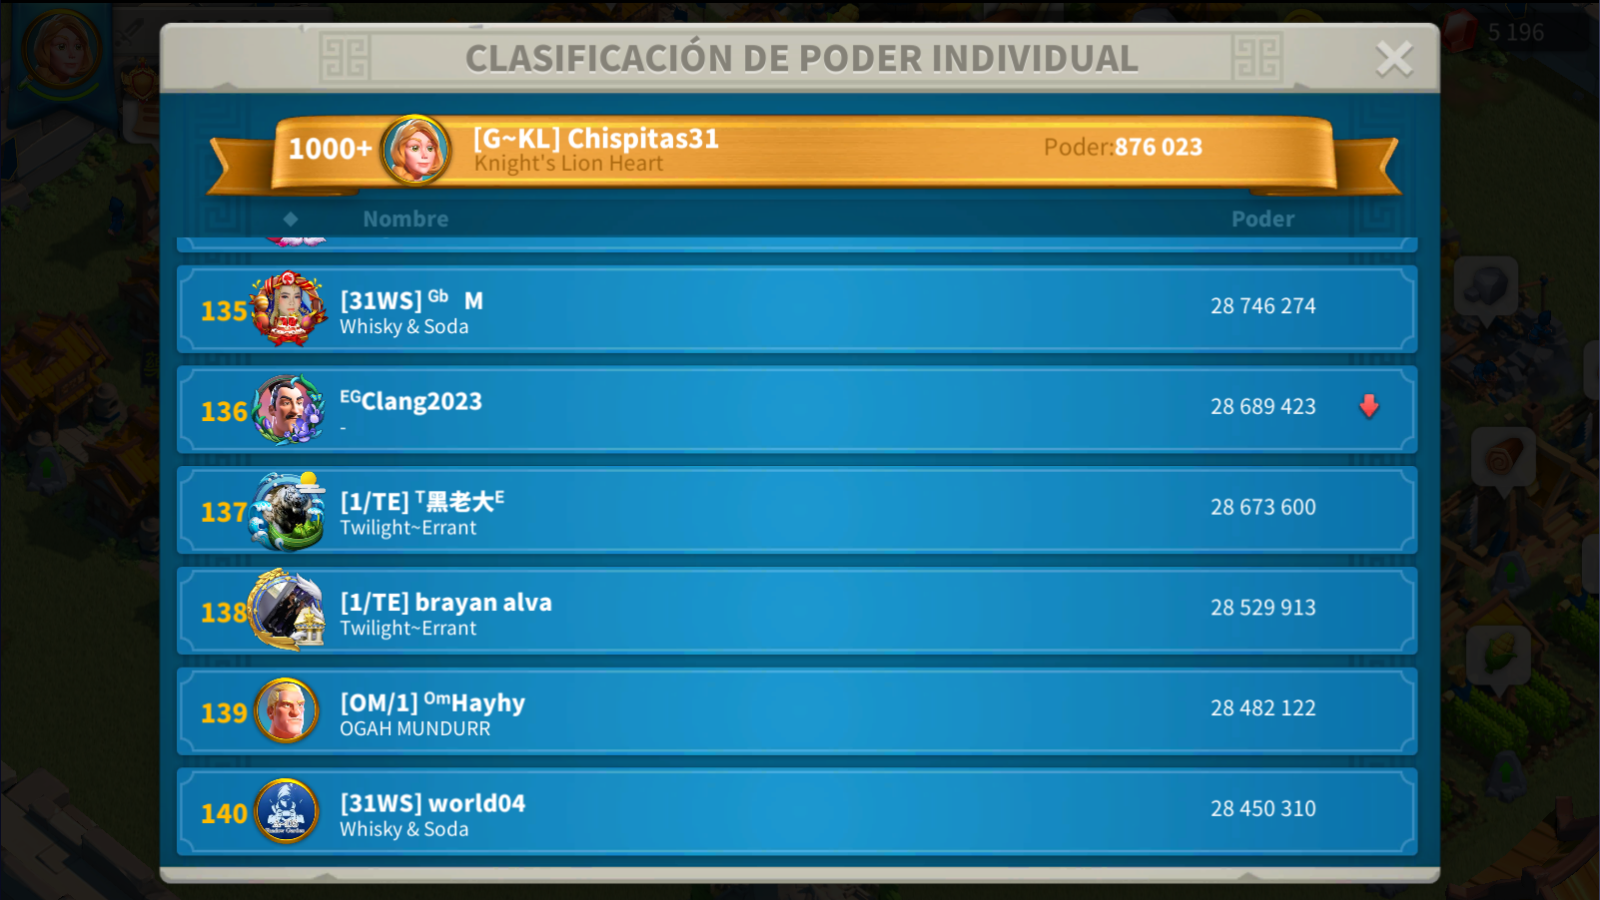 5 196
CLASIFICACIÓN DE PODER INDIVIDUAL
1000+ [G~KL] Chispitas31 Poder:876 023
Knight's Lion Heart
Nombre Poder
135 [31WS] ᴳᵇ M 28 746 274
Whisky & Soda
136 ᴱᴳClang2023 28 689 423
-
137 [1/TE] ᵀ黑老大ᴱ 28 673 600
Twilight~Errant
138 [1/TE] brayan alva 28 529 913
Twilight~Errant
139 [OM/1] ᴼᵐHayhy 28 482 122
OGAH MUNDURR
140 [31WS] world04 28 450 310
Whisky & Soda